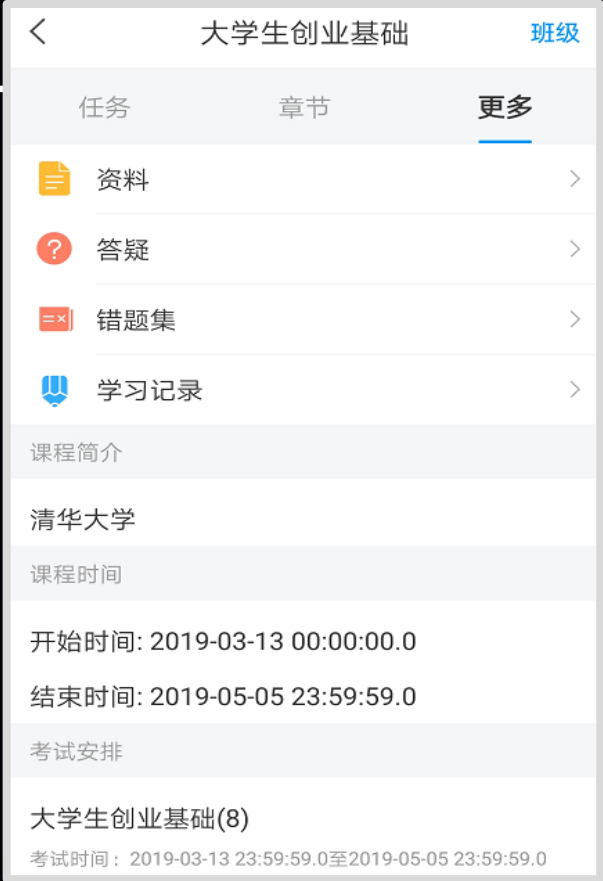 大学生创业基础 班级
任务 章节 更多
资料
答疑
错题集
学习记录
课程简介
清华大学
课程时间
开始时间: 2019-03-13 00:00:00.0
结束时间: 2019-05-05 23:59:59.0
考试安排
大学生创业基础(8)
考试时间：2019-03-13 23:59:59.0至2019-05-05 23:59:59.0